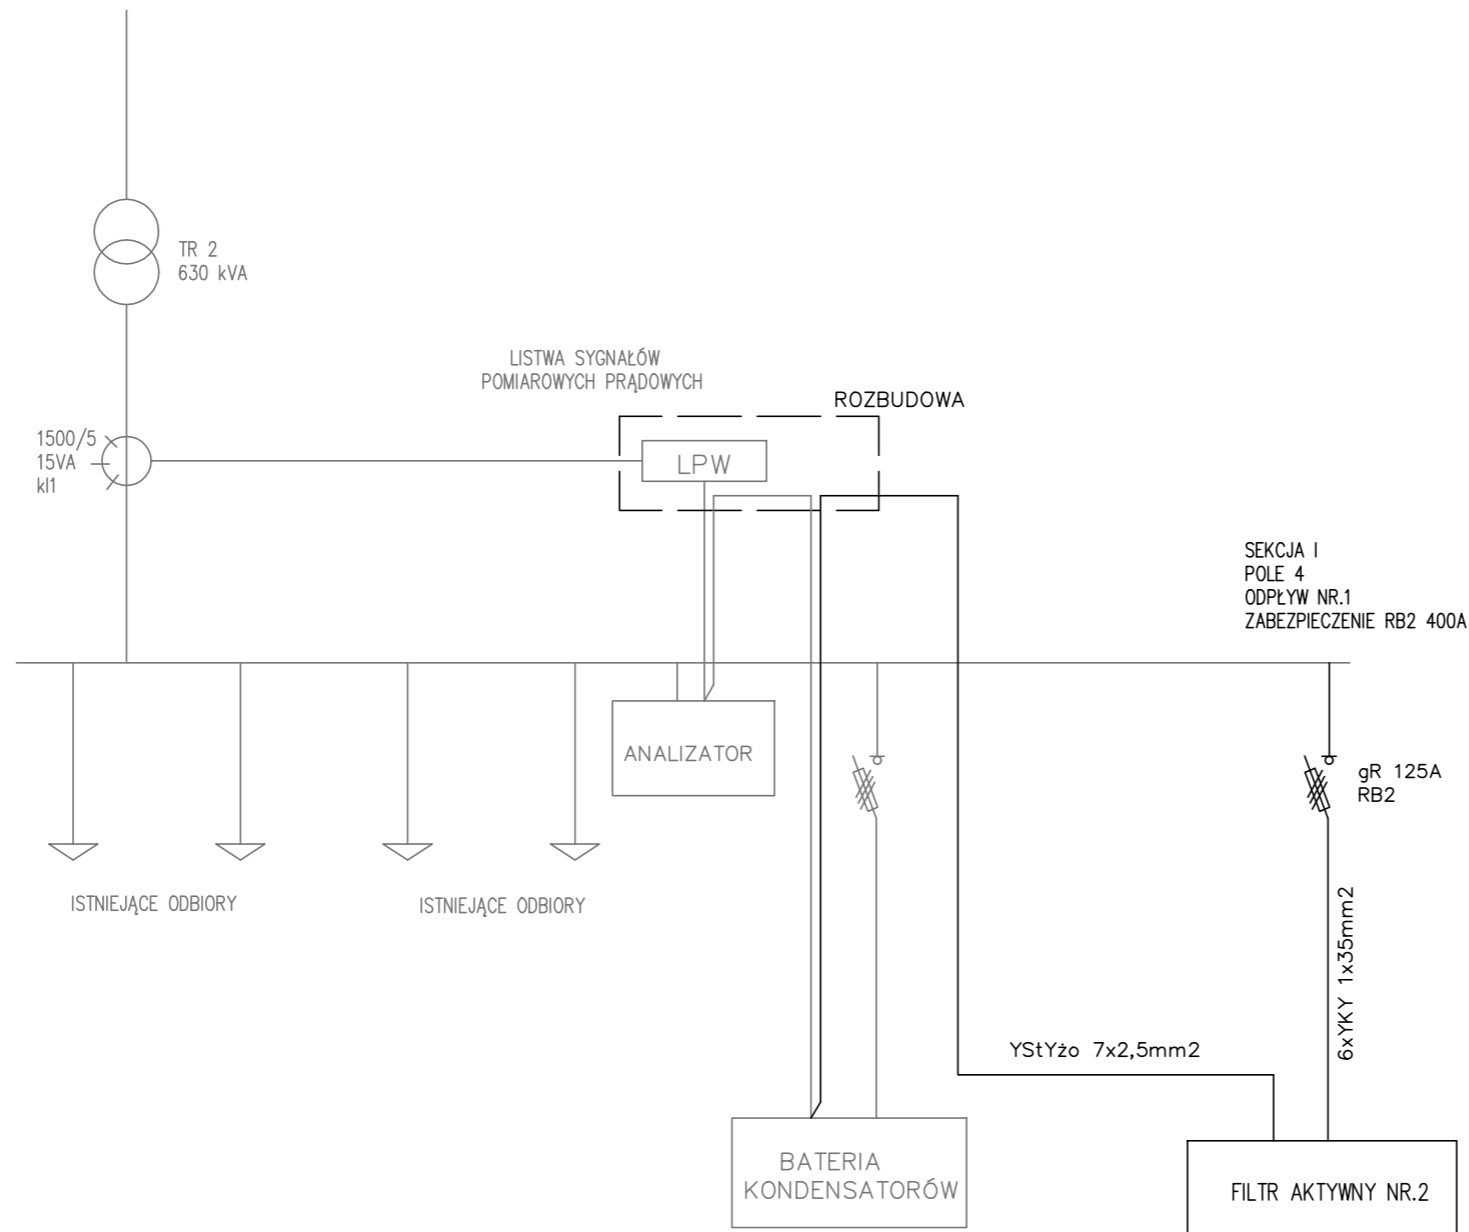 TR 2
630 kVA
LISTWA SYGNAŁÓW
POMIAROWYCH PRĄDOWYCH
ROZBUDOWA
1500/5
15VA
kl1
LPW
SEKCJA I
POLE 4
ODPŁYW NR.1
ZABEZPIECZENIE RB2 400A
ANALIZATOR
gR 125A
RB2
ISTNIEJĄCE ODBIORY
ISTNIEJĄCE ODBIORY
6xYKY 1x35mm2
YStYżo 7x2,5mm2
BATERIA
KONDENSATORÓW
FILTR AKTYWNY NR.2